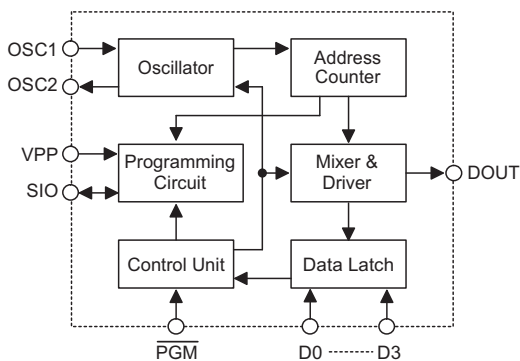 OSC1
OSC2
Oscillator
Address
Counter
VPP
SIO
Programming
Circuit
Mixer &
Driver
DOUT
Control Unit
Data Latch
PGM
D0
D3